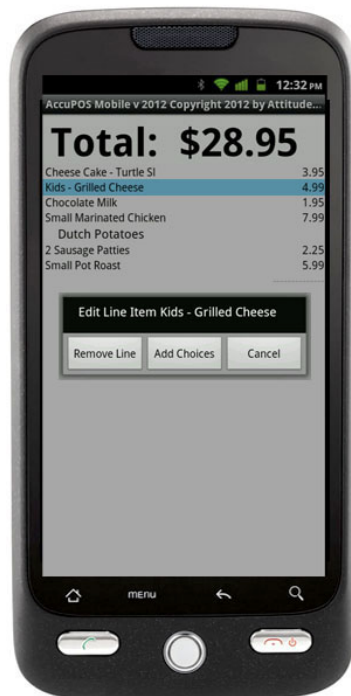 12:32 PM
AccuPOS Mobile v 2012 Copyright 2012 by Attitude...
Total: $28.95
Cheese Cake - Turtle Sl 3.95
Kids - Grilled Cheese 4.99
Chocolate Milk 1.95
Small Marinated Chicken 7.99
Dutch Potatoes
2 Sausage Patties 2.25
Small Pot Roast 5.99
Edit Line Item Kids - Grilled Cheese
Remove Line Add Choices Cancel
MENU